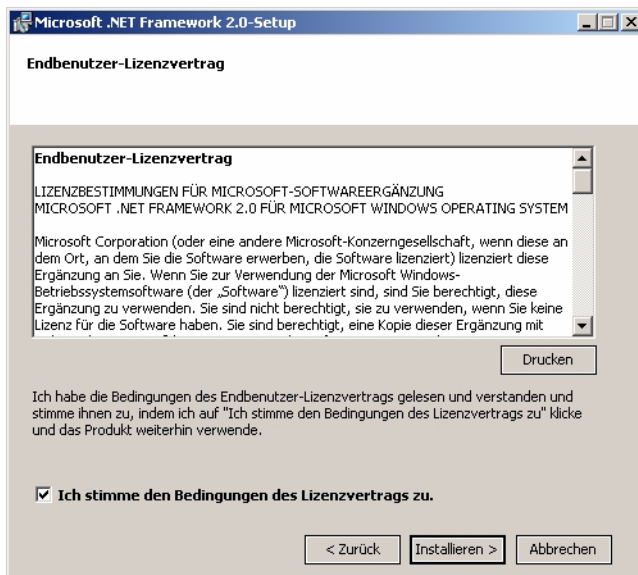 Microsoft .NET Framework 2.0-Setup
Endbenutzer-Lizenzvertrag
Endbenutzer-Lizenzvertrag
LIZENZBESTIMMUNGEN FÜR MICROSOFT-SOFTWAREERGÄNZUNG
MICROSOFT .NET FRAMEWORK 2.0 FÜR MICROSOFT WINDOWS OPERATING SYSTEM
Microsoft Corporation (oder eine andere Microsoft-Konzerngesellschaft, wenn diese an
dem Ort, an dem Sie die Software erwerben, die Software lizenziert) lizenziert diese
Ergänzung an Sie. Wenn Sie zur Verwendung der Microsoft Windows-
Betriebssystemsoftware (der „Software“) lizenziert sind, sind Sie berechtigt, diese
Ergänzung zu verwenden. Sie sind nicht berechtigt, sie zu verwenden, wenn Sie keine
Lizenz für die Software haben. Sie sind berechtigt, eine Kopie dieser Ergänzung mit
Drucken
Ich habe die Bedingungen des Endbenutzer-Lizenzvertrags gelesen und verstanden und
stimme ihnen zu, indem ich auf "Ich stimme den Bedingungen des Lizenzvertrags zu" klicke
und das Produkt weiterhin verwende.
Ich stimme den Bedingungen des Lizenzvertrags zu.
< Zurück
Installieren >
Abbrechen